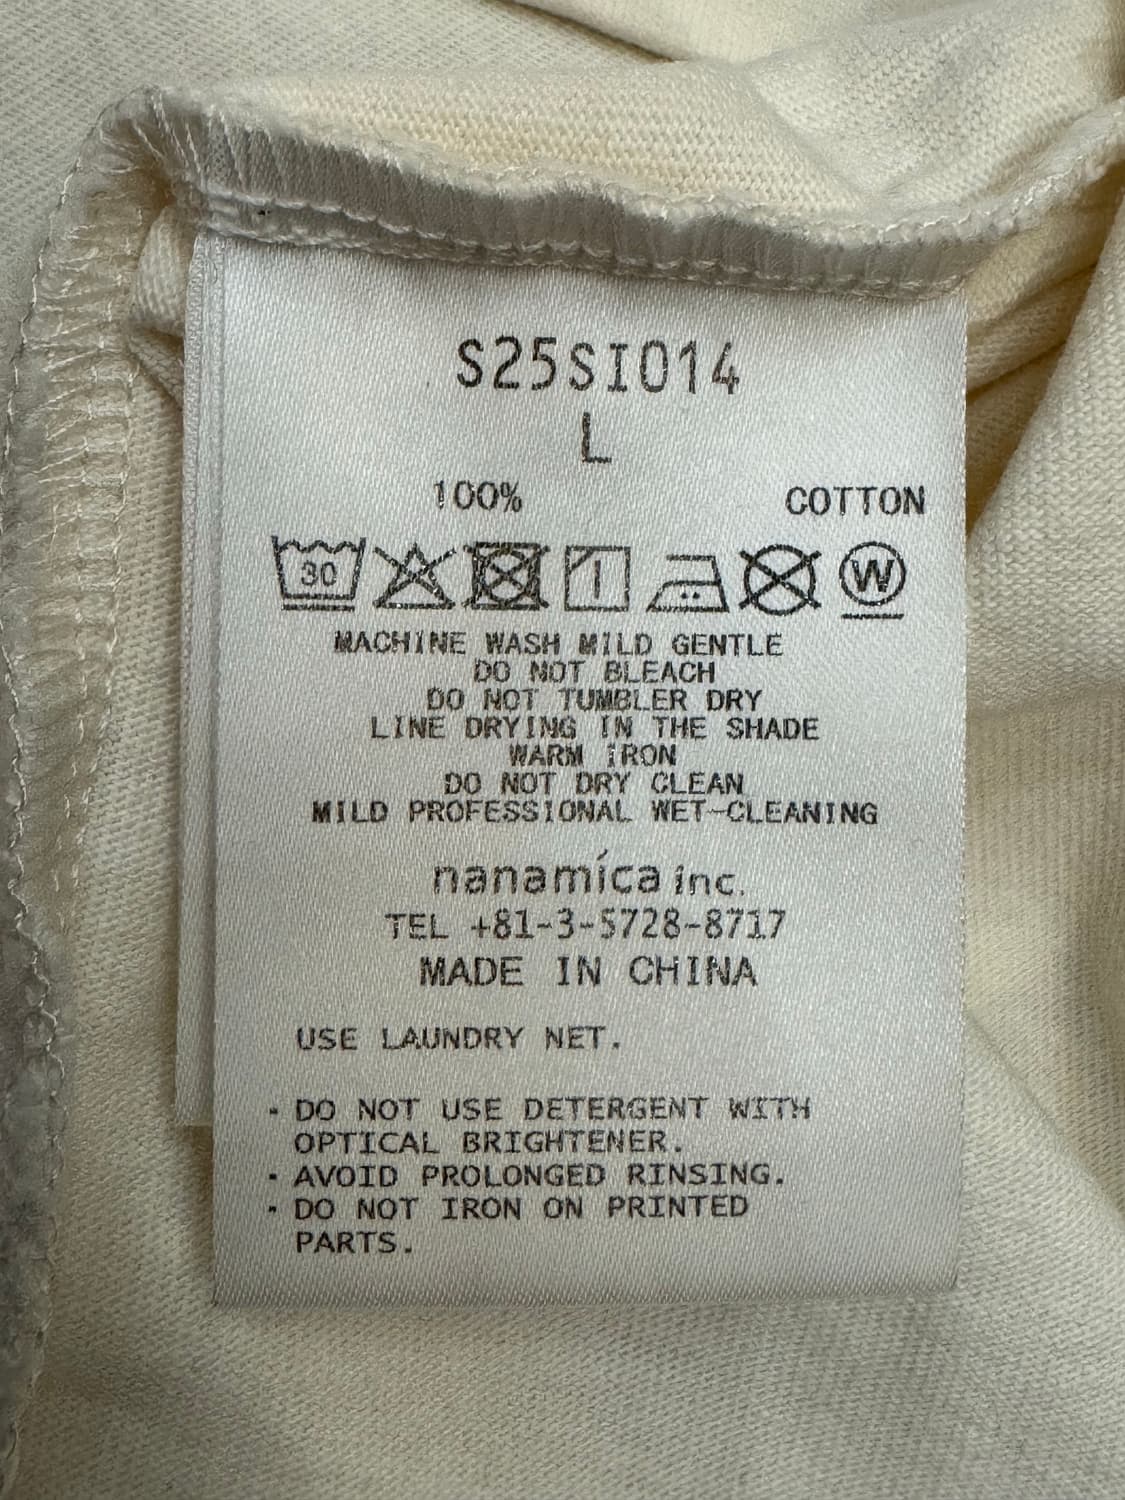 S25SI014
L
100% COTTON
30 W
MACHINE WASH MILD GENTLE
DO NOT BLEACH
DO NOT TUMBLER DRY
LINE DRYING IN THE SHADE
WARM IRON
DO NOT DRY CLEAN
MILD PROFESSIONAL WET-CLEANING
nanamíca inc.
TEL +81-3-5728-8717
MADE IN CHINA
USE LAUNDRY NET.
· DO NOT USE DETERGENT WITH
OPTICAL BRIGHTENER.
· AVOID PROLONGED RINSING.
· DO NOT IRON ON PRINTED
PARTS.